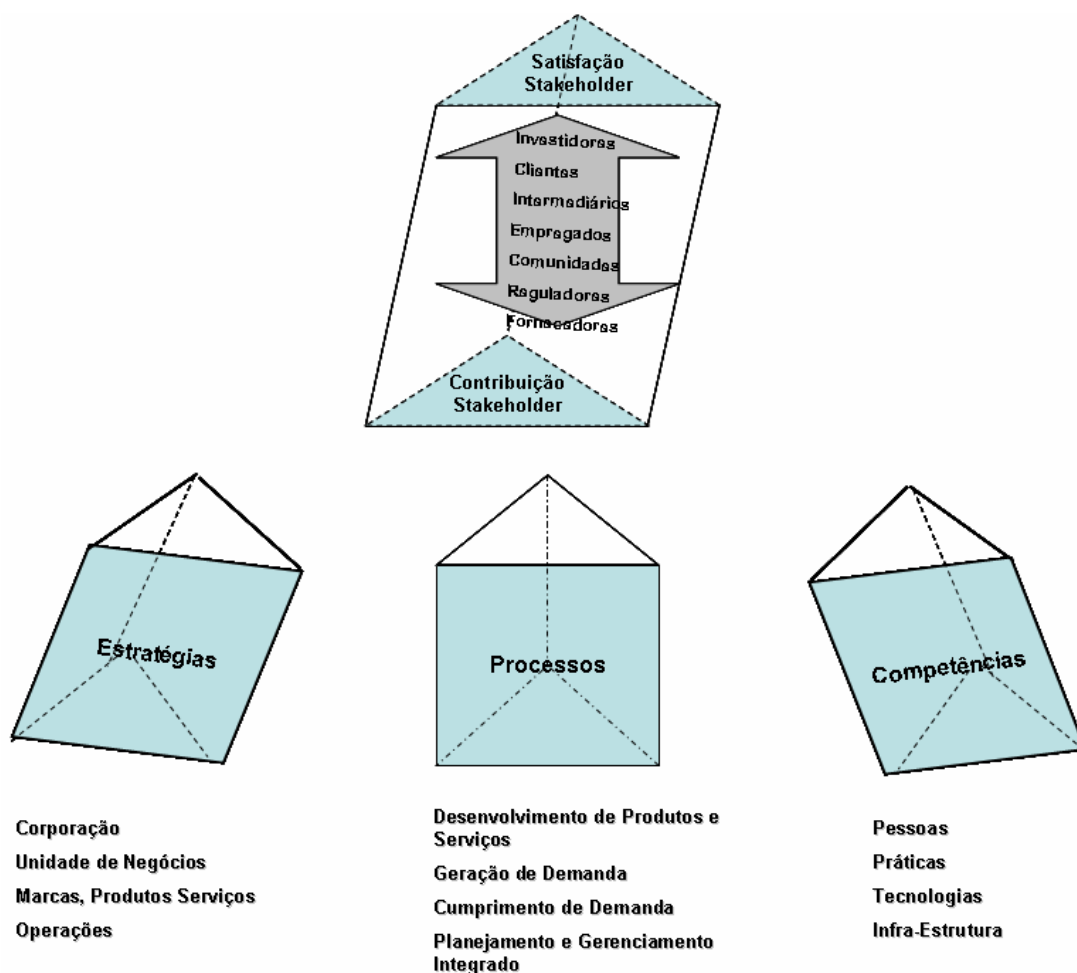 Satisfação
Stakeholder
Investidores
Clientes
Intermediários
Empregados
Comunidades
Reguladores
Fornecedores
Contribuição
Stakeholder
Estratégias
Processos
Competências
Corporação
Unidade de Negócios
Marcas, Produtos Serviços
Operações
Desenvolvimento de Produtos e
Serviços
Geração de Demanda
Cumprimento de Demanda
Planejamento e Gerenciamento
Integrado
Pessoas
Práticas
Tecnologias
Infra-Estrutura